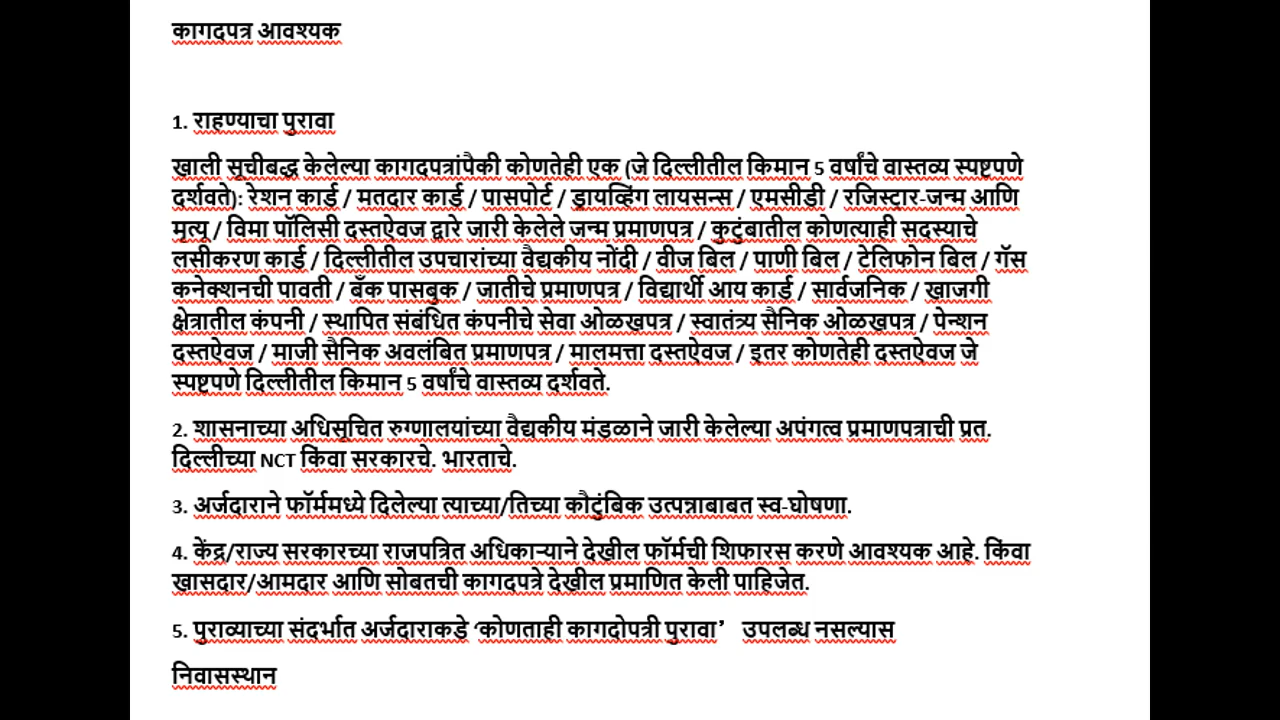 कागदपत्र आवश्यक
1. राहण्याचा पुरावा
खाली सूचीबद्ध केलेल्या कागदपत्रांपैकी कोणतेही एक (जे दिल्लीतील किमान 5 वर्षांचे वास्तव्य स्पष्टपणे
दर्शवते): रेशन कार्ड / मतदार कार्ड / पासपोर्ट / ड्रायव्हिंग लायसन्स / एमसीडी / रजिस्ट्रार-जन्म आणि
मृत्यू / विमा पॉलिसी दस्तऐवज द्वारे जारी केलेले जन्म प्रमाणपत्र / कुटुंबातील कोणत्याही सदस्याचे
लसीकरण कार्ड / दिल्लीतील उपचारांच्या वैद्यकीय नोंदी / वीज बिल / पाणी बिल / टेलिफोन बिल / गॅस
कनेक्शनची पावती / बँक पासबुक / जातीचे प्रमाणपत्र / विद्यार्थी आय कार्ड / सार्वजनिक / खाजगी
क्षेत्रातील कंपनी / स्थापित संबंधित कंपनीचे सेवा ओळखपत्र / स्वातंत्र्य सैनिक ओळखपत्र / पेन्शन
दस्तऐवज / माजी सैनिक अवलंबित प्रमाणपत्र / मालमत्ता दस्तऐवज / इतर कोणतेही दस्तऐवज जे
स्पष्टपणे दिल्लीतील किमान 5 वर्षांचे वास्तव्य दर्शवते.
2. शासनाच्या अधिसूचित रुग्णालयांच्या वैद्यकीय मंडळाने जारी केलेल्या अपंगत्व प्रमाणपत्राची प्रत.
दिल्लीच्या NCT किंवा सरकारचे. भारताचे.
3. अर्जदाराने फॉर्ममध्ये दिलेल्या त्याच्या/तिच्या कौटुंबिक उत्पन्नाबाबत स्व-घोषणा.
4. केंद्र/राज्य सरकारच्या राजपत्रित अधिकाऱ्याने देखील फॉर्मची शिफारस करणे आवश्यक आहे. किंवा
खासदार/आमदार आणि सोबतची कागदपत्रे देखील प्रमाणित केली पाहिजेत.
5. पुराव्याच्या संदर्भात अर्जदाराकडे ‘कोणताही कागदोपत्री पुरावा’ उपलब्ध नसल्यास
निवासस्थान